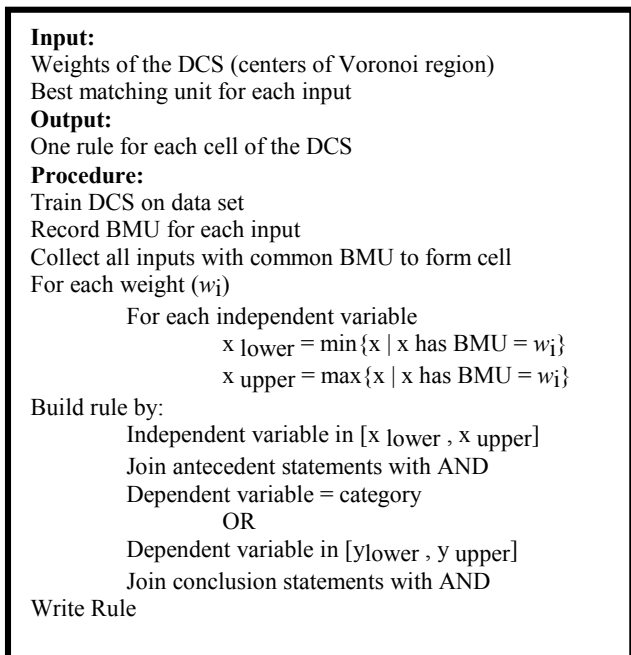 Input:
Weights of the DCS (centers of Voronoi region)
Best matching unit for each input
Output:
One rule for each cell of the DCS
Procedure:
Train DCS on data set
Record BMU for each input
Collect all inputs with common BMU to form cell
For each weight (wi)
For each independent variable
x lower = min{x | x has BMU = wi}
x upper = max{x | x has BMU = wi}
Build rule by:
Independent variable in [x lower , x upper]
Join antecedent statements with AND
Dependent variable = category
OR
Dependent variable in [ylower , y upper]
Join conclusion statements with AND
Write Rule